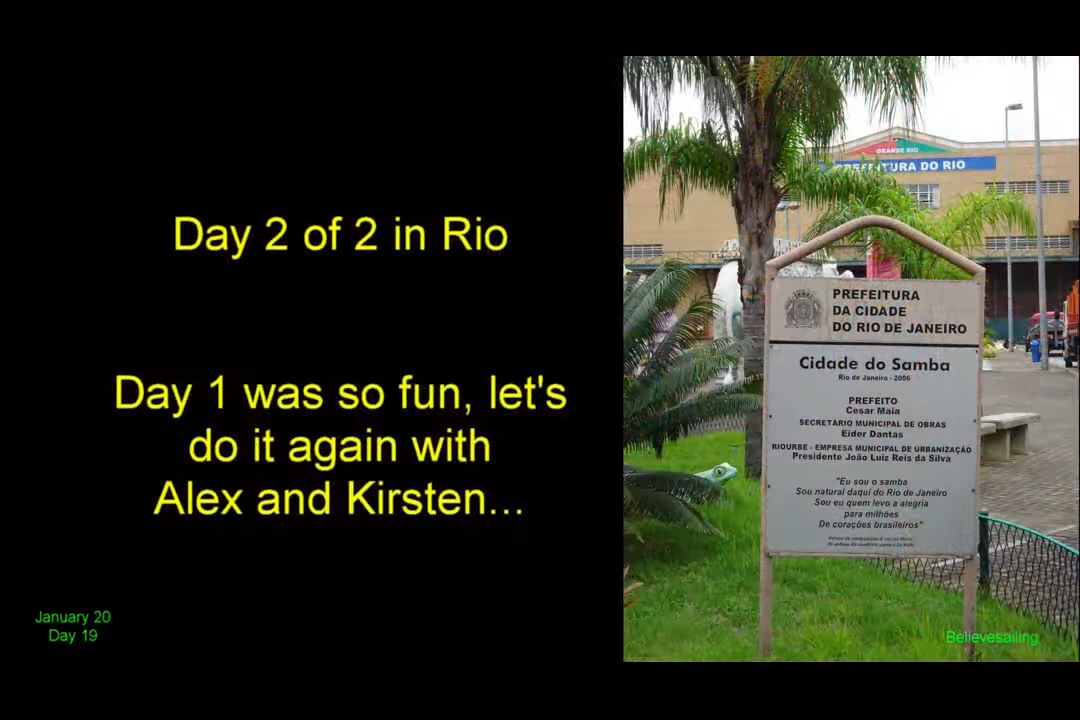 Day 2 of 2 in Rio
Day 1 was so fun, let's
do it again with
Alex and Kirsten...
January 20
Day 19
GRANDE RIO
PREFEITURA DO RIO
PREFEITURA
DA CIDADE
DO RIO DE JANEIRO
Cidade do Samba
Rio de Janeiro - 2006
PREFEITO
Cesar Maia
SECRETÁRIO MUNICIPAL DE OBRAS
Eider Dantas
RIOURBE - EMPRESA MUNICIPAL DE URBANIZAÇÃO
Presidente João Luiz Reis da Silva
"Eu sou o samba
Sou natural daqui do Rio de Janeiro
Sou eu quem levo a alegria
para milhões
De corações brasileiros"
Believesailing